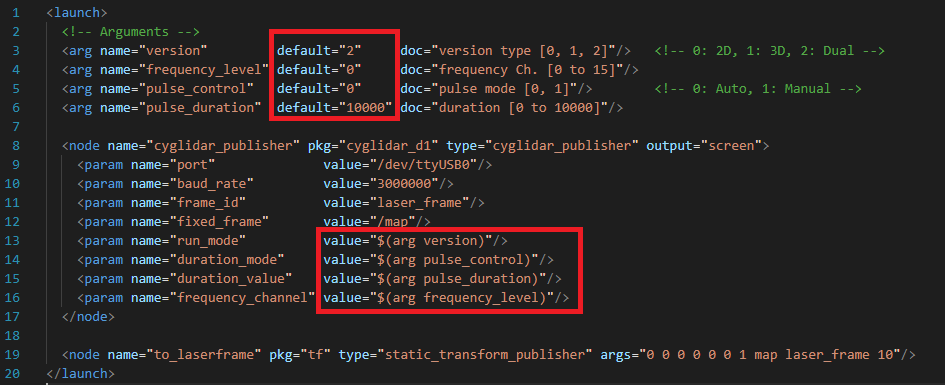 1 <launch>
2 <!-- Arguments -->
3 <arg name="version" default="2" doc="version type [0, 1, 2]"/> <!-- 0: 2D, 1: 3D, 2: Dual -->
4 <arg name="frequency_level" default="0" doc="frequency Ch. [0 to 15]"/>
5 <arg name="pulse_control" default="0" doc="pulse mode [0, 1]"/> <!-- 0: Auto, 1: Manual -->
6 <arg name="pulse_duration" default="10000" doc="duration [0 to 10000]"/>
7
8 <node name="cyglidar_publisher" pkg="cyglidar_d1" type="cyglidar_publisher" output="screen">
9 <param name="port" value="/dev/ttyUSB0"/>
10 <param name="baud_rate" value="3000000"/>
11 <param name="frame_id" value="laser_frame"/>
12 <param name="fixed_frame" value="/map"/>
13 <param name="run_mode" value="$(arg version)"/>
14 <param name="duration_mode" value="$(arg pulse_control)"/>
15 <param name="duration_value" value="$(arg pulse_duration)"/>
16 <param name="frequency_channel" value="$(arg frequency_level)"/>
17 </node>
18
19 <node name="to_laserframe" pkg="tf" type="static_transform_publisher" args="0 0 0 0 0 0 1 map laser_frame 10"/>
20 </launch>